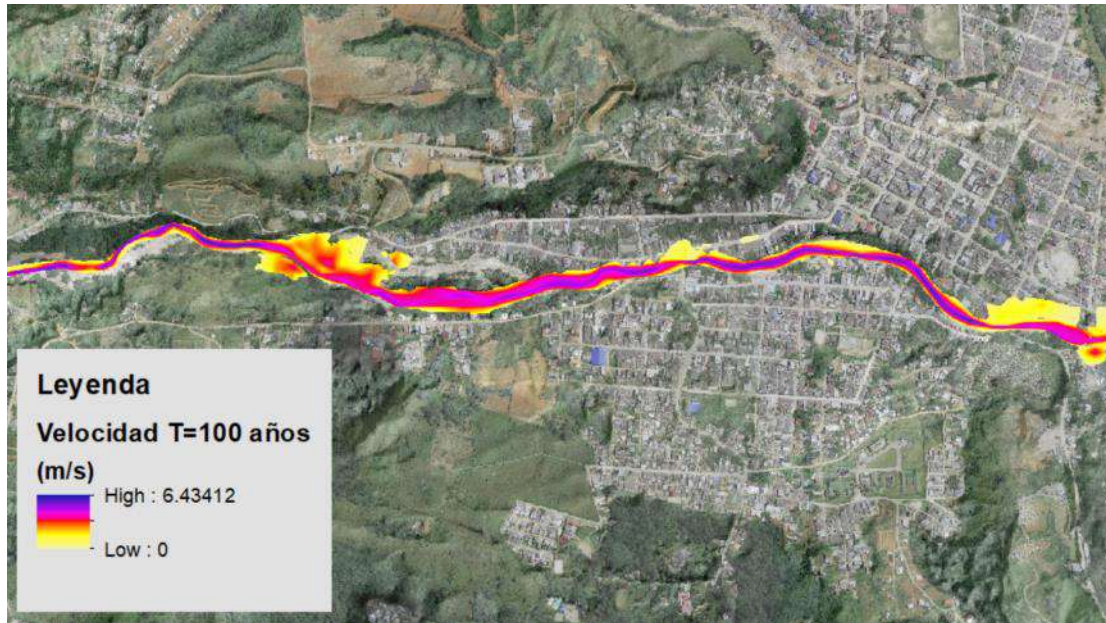 Leyenda
Velocidad T=100 años
(m/s)
High : 6.43412
Low : 0